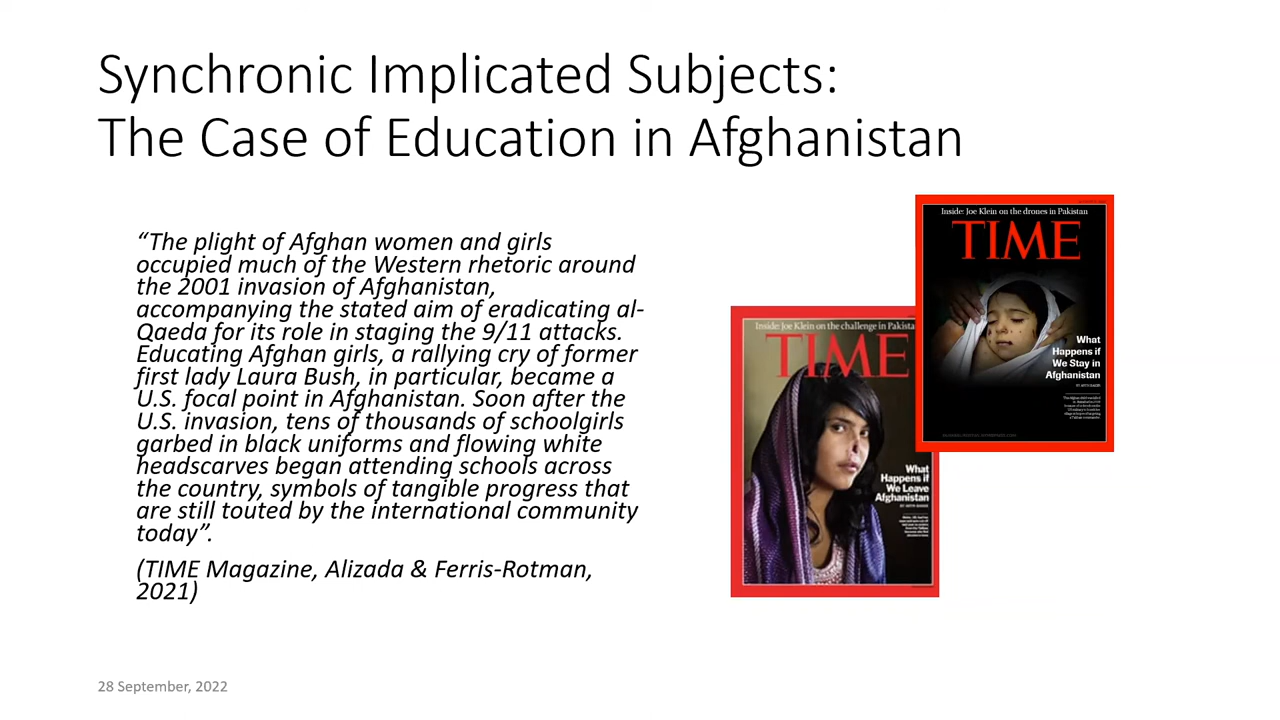 Synchronic Implicated Subjects:
The Case of Education in Afghanistan
“The plight of Afghan women and girls
occupied much of the Western rhetoric around
the 2001 invasion of Afghanistan,
accompanying the stated aim of eradicating al-
Qaeda for its role in staging the 9/11 attacks.
Educating Afghan girls, a rallying cry of former
first lady Laura Bush, in particular, became a
U.S. focal point in Afghanistan. Soon after the
U.S. invasion, tens of thousands of schoolgirls
garbed in black uniforms and flowing white
headscarves began attending schools across
the country, symbols of tangible progress that
are still touted by the international community
today”.
(TIME Magazine, Alizada & Ferris-Rotman,
2021)
Inside: Joe Klein on the challenge in Pakista
TIME
What
Happens if
We Leave
Afghanistan
Inside: Joe Klein on the drones in Pakistan
TIME
What
Happens if
We Stay in
Afghanistan
28 September, 2022